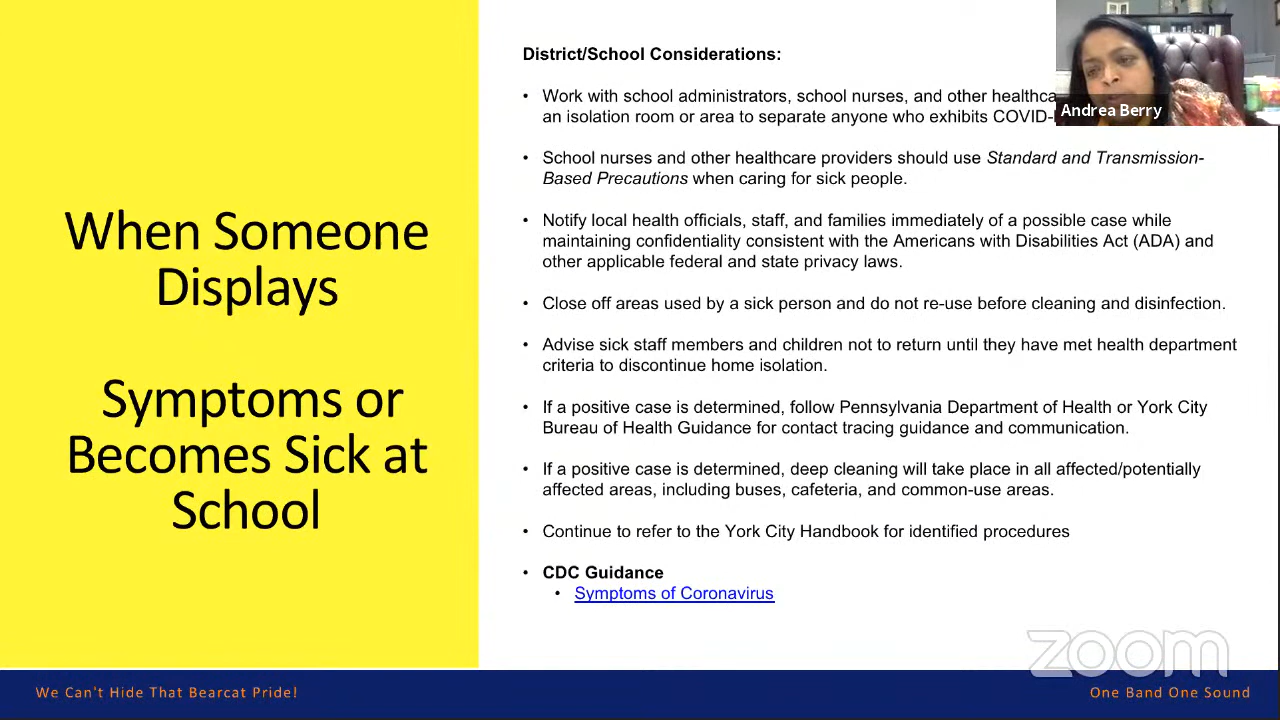 When Someone
Displays
Symptoms or
Becomes Sick at
School
District/School Considerations:
• Work with school administrators, school nurses, and other healthca
an isolation room or area to separate anyone who exhibits COVID-
• School nurses and other healthcare providers should use Standard and Transmission-
Based Precautions when caring for sick people.
• Notify local health officials, staff, and families immediately of a possible case while
maintaining confidentiality consistent with the Americans with Disabilities Act (ADA) and
other applicable federal and state privacy laws.
• Close off areas used by a sick person and do not re-use before cleaning and disinfection.
• Advise sick staff members and children not to return until they have met health department
criteria to discontinue home isolation.
• If a positive case is determined, follow Pennsylvania Department of Health or York City
Bureau of Health Guidance for contact tracing guidance and communication.
• If a positive case is determined, deep cleaning will take place in all affected/potentially
affected areas, including buses, cafeteria, and common-use areas.
• Continue to refer to the York City Handbook for identified procedures
• CDC Guidance
• Symptoms of Coronavirus
Andrea Berry
zoom
We Can't Hide That Bearcat Pride!
One Band One Sound